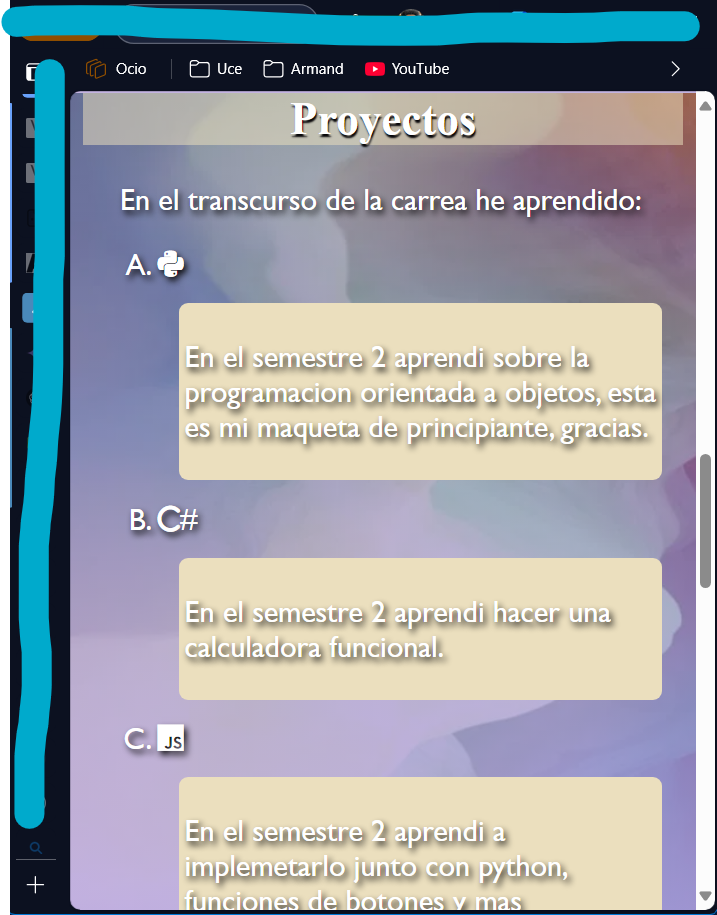 Ocio
Uce
Armand
YouTube
Proyectos
En el transcurso de la carrea he aprendido:
A.
En el semestre 2 aprendi sobre la
programacion orientada a objetos, esta
es mi maqueta de principiante, gracias.
B. C#
En el semestre 2 aprendi hacer una
calculadora funcional.
C. JS
En el semestre 2 aprendi a
implemetarlo junto con python,
funciones de botones y mas